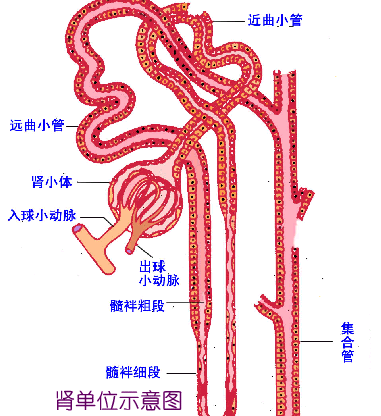 近曲小管
远曲小管
肾小体
入球小动脉
出球
小动脉
髓袢粗段
集合管
髓袢细段
肾单位示意图